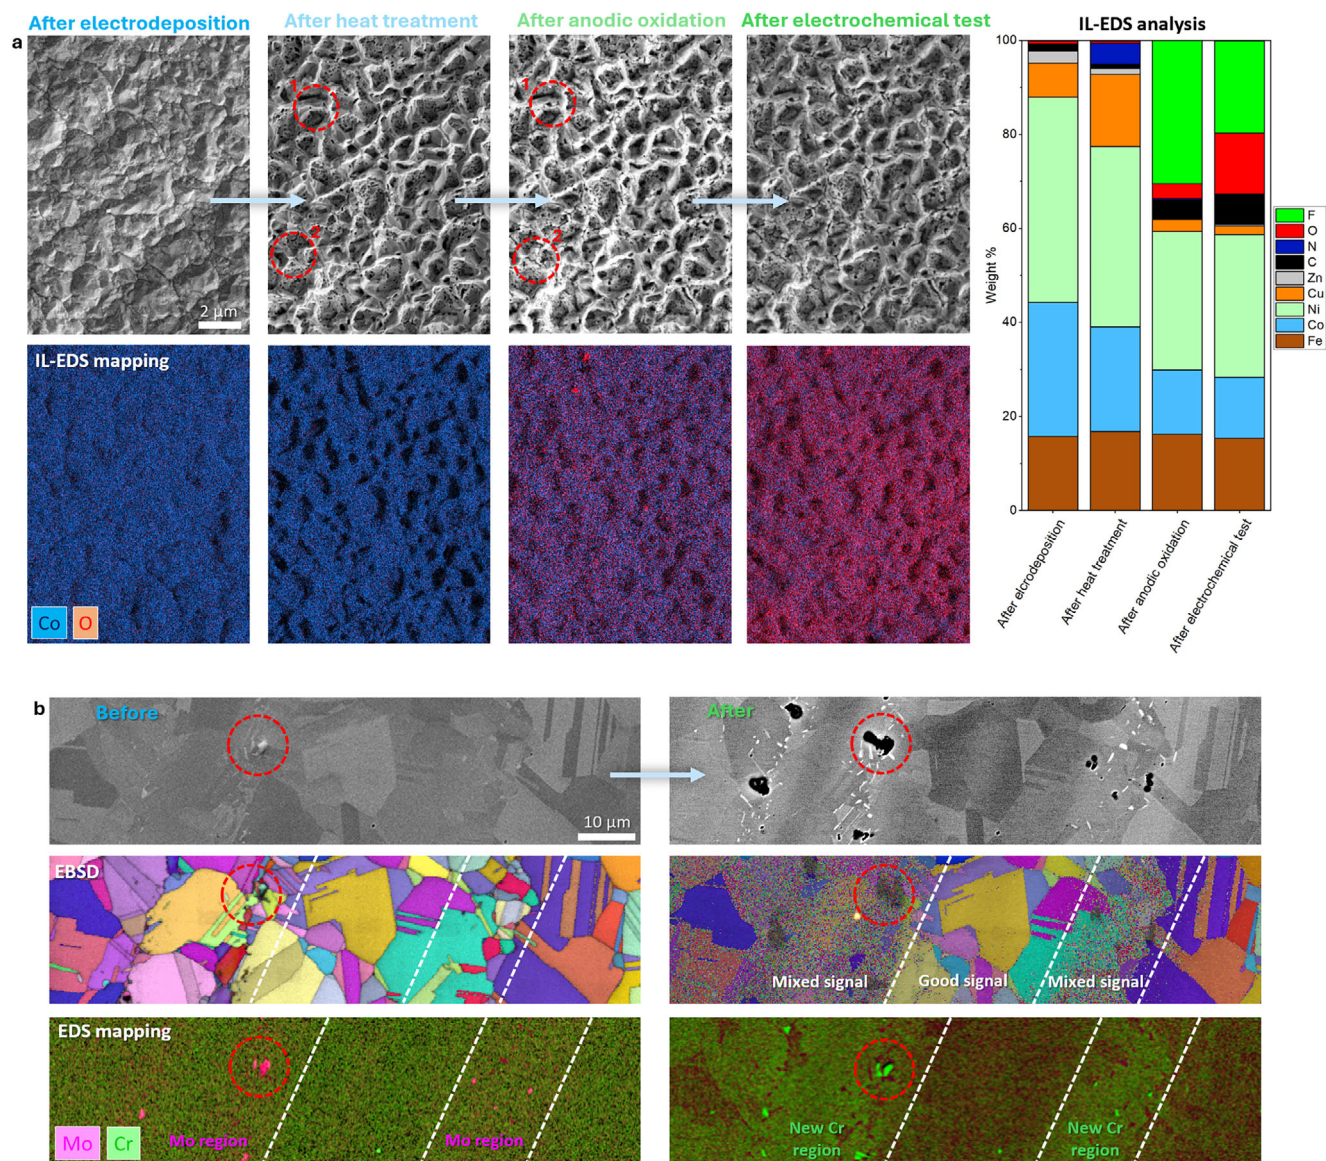 After electrodeposition
After heat treatment
After anodic oxidation
After electrochemical test
IL-EDS analysis
a
1
2
1
2
2 µm
IL-EDS mapping
Co
O
100
80
60
40
20
0
Weight %
F
O
N
C
Zn
Cu
Ni
Co
Fe
After elcrodeposition
After heat treatment
After anodic oxidation
After electrochemical test
b
Before
After
10 µm
EBSD
Mixed signal
Good signal
Mixed signal
EDS mapping
Mo
Cr
Mo region
Mo region
New Cr
region
New Cr
region